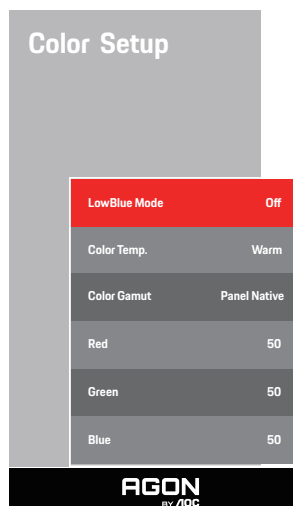 Color Setup
LowBlue Mode Off
Color Temp. Warm
Color Gamut Panel Native
Red 50
Green 50
Blue 50
AGON
BY AOC